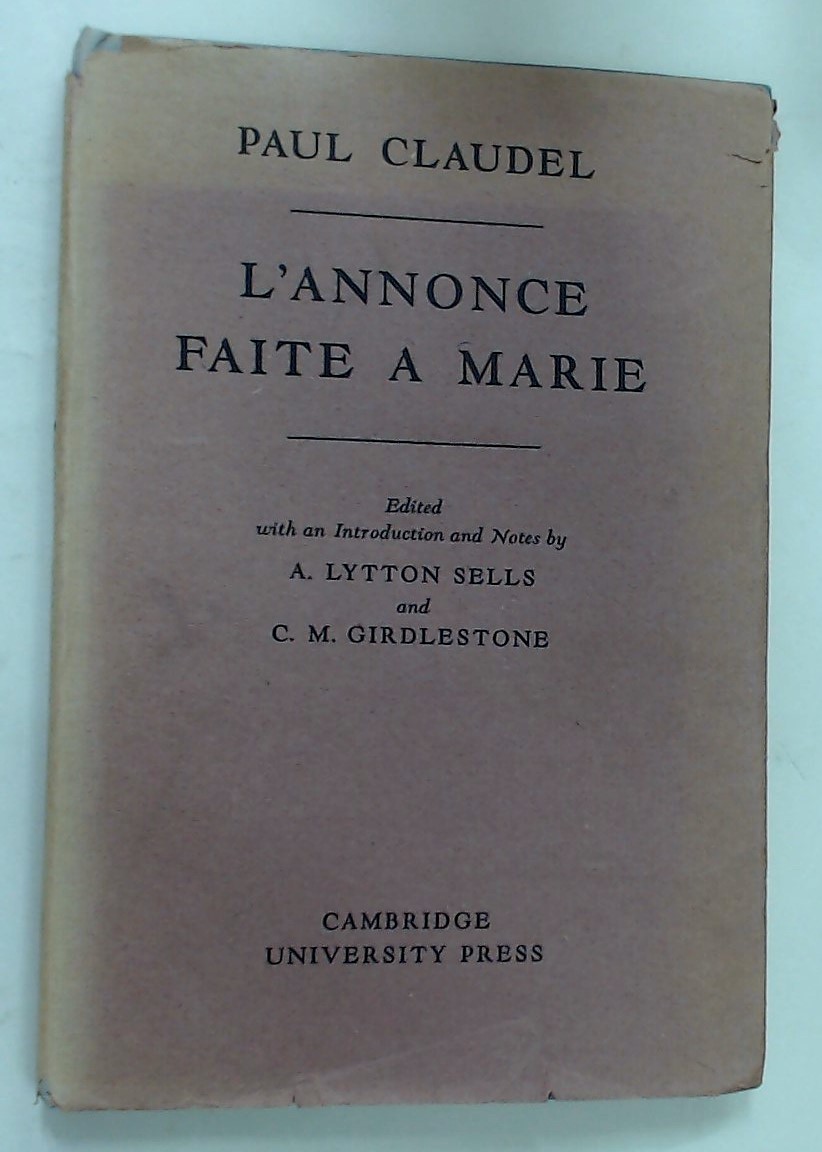 PAUL CLAUDEL
L'ANNONCE
FAITE A MARIE
Edited
with an Introduction and Notes by
A. LYTTON SELLS
and
C. M. GIRDLESTONE
CAMBRIDGE
UNIVERSITY PRESS